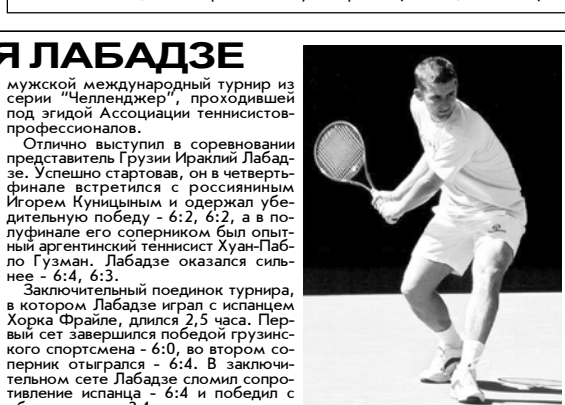 Я ЛАБАДЗЕ
мужской международный турнир из
серии "Челленджер", проходившей
под эгидой Ассоциации теннисистов-
профессионалов.
Отлично выступил в соревновании
представитель Грузии Ираклий Лабад-
зе. Успешно стартовав, он в четверть-
финале встретился с россиянином
Игорем Куницыным и одержал убе-
дительную победу - 6:2, 6:2, а в по-
луфинале его соперником был опыт-
ный аргентинский теннисист Хуан-Паб-
ло Гузман. Лабадзе оказался силь-
нее - 6:4, 6:3.
Заключительный поединок турнира,
в котором Лабадзе играл с испанцем
Хорка Фрайле, длился 2,5 часа. Пер-
вый сет завершился победой грузинс-
кого спортсмена - 6:0, во втором со-
перник отыгрался - 6:4. В заключи-
тельном сете Лабадзе сломил сопро-
тивление испанца - 6:4 и победил с